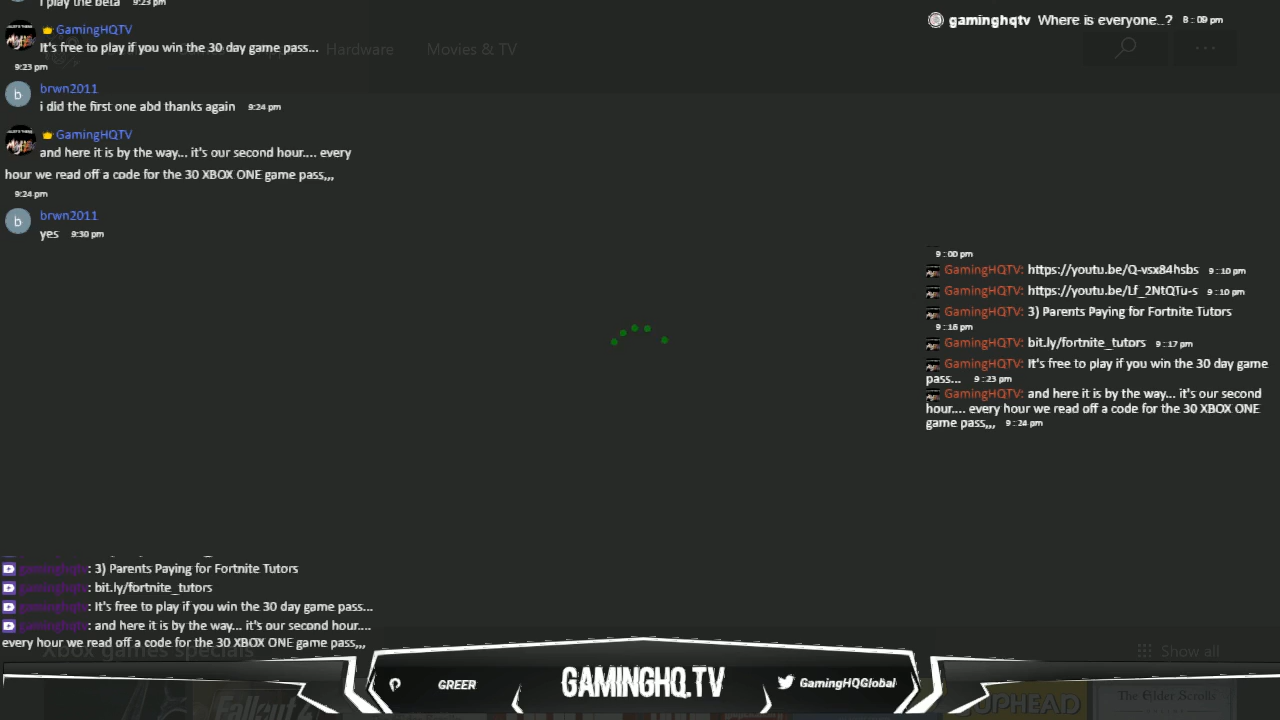 i play the beta 9:23 pm
GamingHQTV
It's free to play if you win the 30 day game pass...
9:23 pm
brwn2011
b
i did the first one abd thanks again 9:24 pm
GamingHQTV
and here it is by the way... it's our second hour.... every
hour we read off a code for the 30 XBOX ONE game pass,,,
9:24 pm
brwn2011
b
yes 9:30 pm
Hardware Movies & TV
gaminghqtv Where is everyone..? 8:09 pm
9:00 pm
GamingHQTV: https://youtu.be/Q-vsx84hsbs 9:10 pm
GamingHQTV: https://youtu.be/Lf_2NtQTu-s 9:10 pm
GamingHQTV: 3) Parents Paying for Fortnite Tutors
9:16 pm
GamingHQTV: bit.ly/fortnite_tutors 9:17 pm
GamingHQTV: It's free to play if you win the 30 day game
pass... 9:23 pm
GamingHQTV: and here it is by the way... it's our second
hour.... every hour we read off a code for the 30 XBOX ONE
game pass,,, 9:24 pm
gaminghqtv: 3) Parents Paying for Fortnite Tutors
gaminghqtv: bit.ly/fortnite_tutors
gaminghqtv: It's free to play if you win the 30 day game pass...
gaminghqtv: and here it is by the way... it's our second hour....
every hour we read off a code for the 30 XBOX ONE game pass,,,
Xbox games specials
Show all
GREER
GAMINGHQ.TV
GamingHQGlobal
Fallout 4
CUPHEAD
The Elder Scrolls